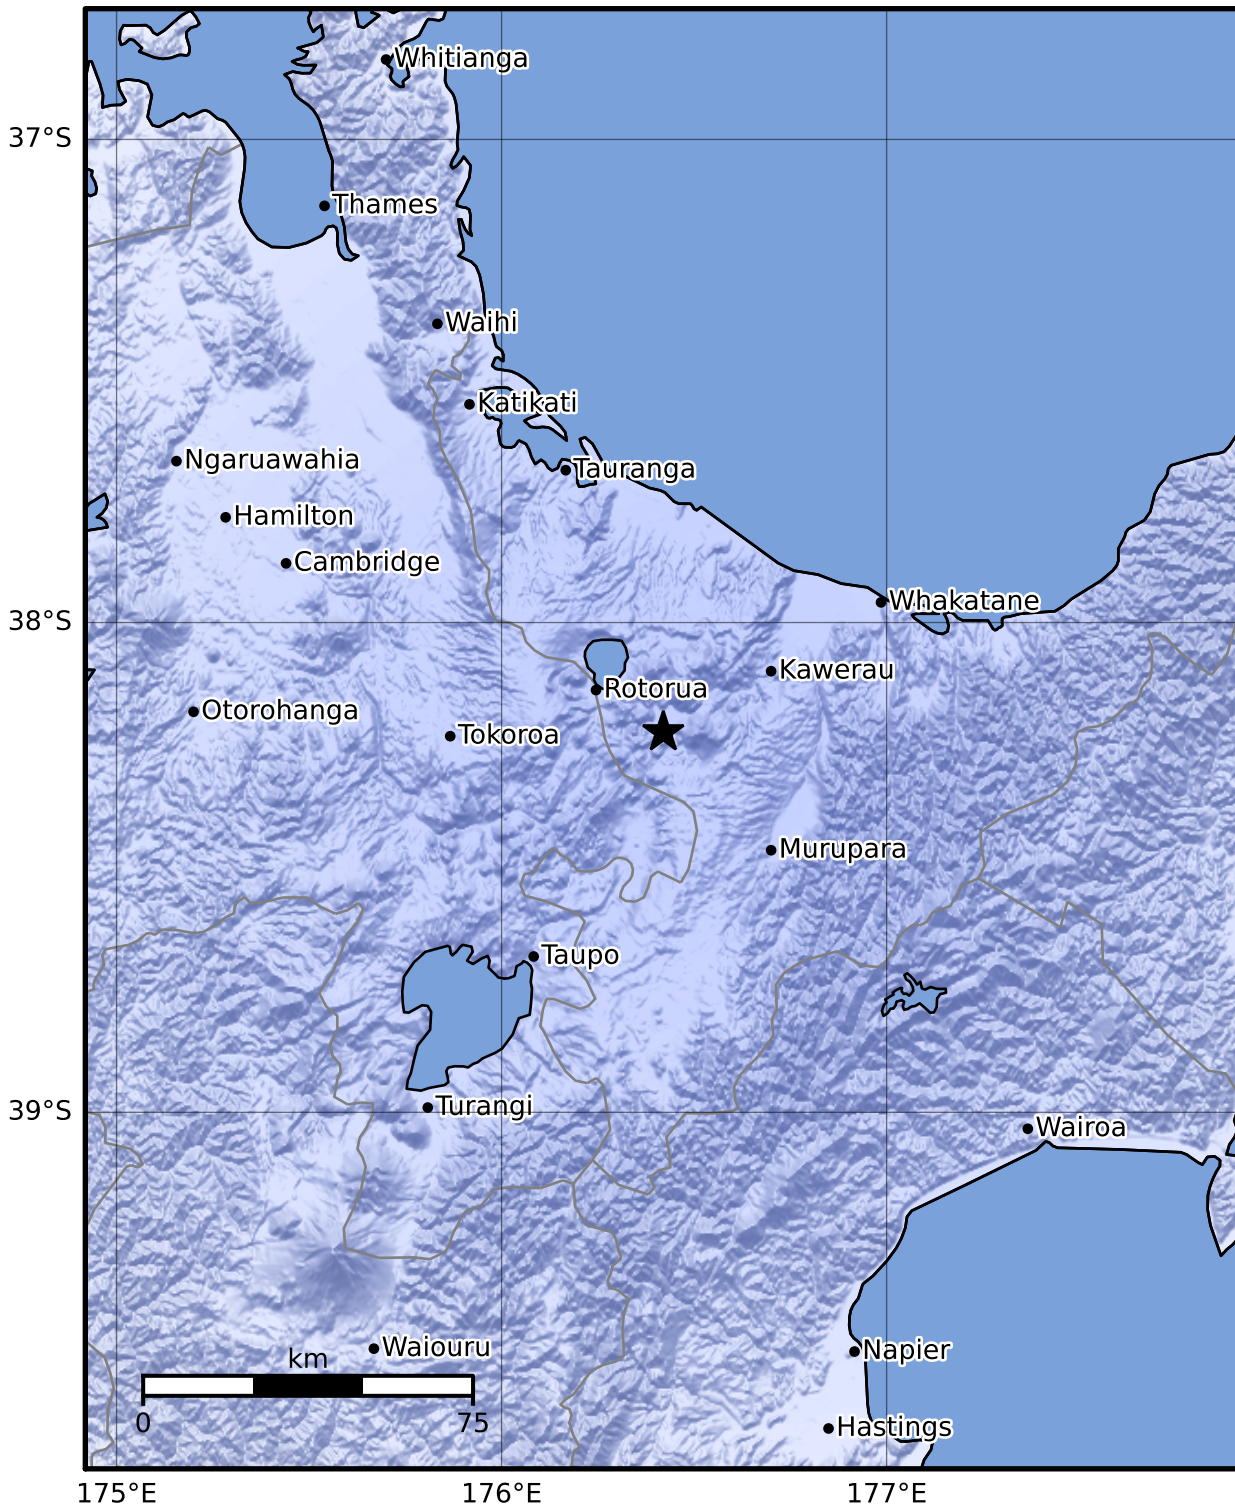 Whitianga
37°S
Thames
Waihi
Katikati
Ngaruawahia
Tauranga
Hamilton
Cambridge
Whakatane
38°S
Kawerau
Rotorua
Otorohanga
Tokoroa
Murupara
Taupo
Turangi
39°S
Wairoa
Waiouru
Napier
km
0
75
Hastings
175°E
176°E
177°E